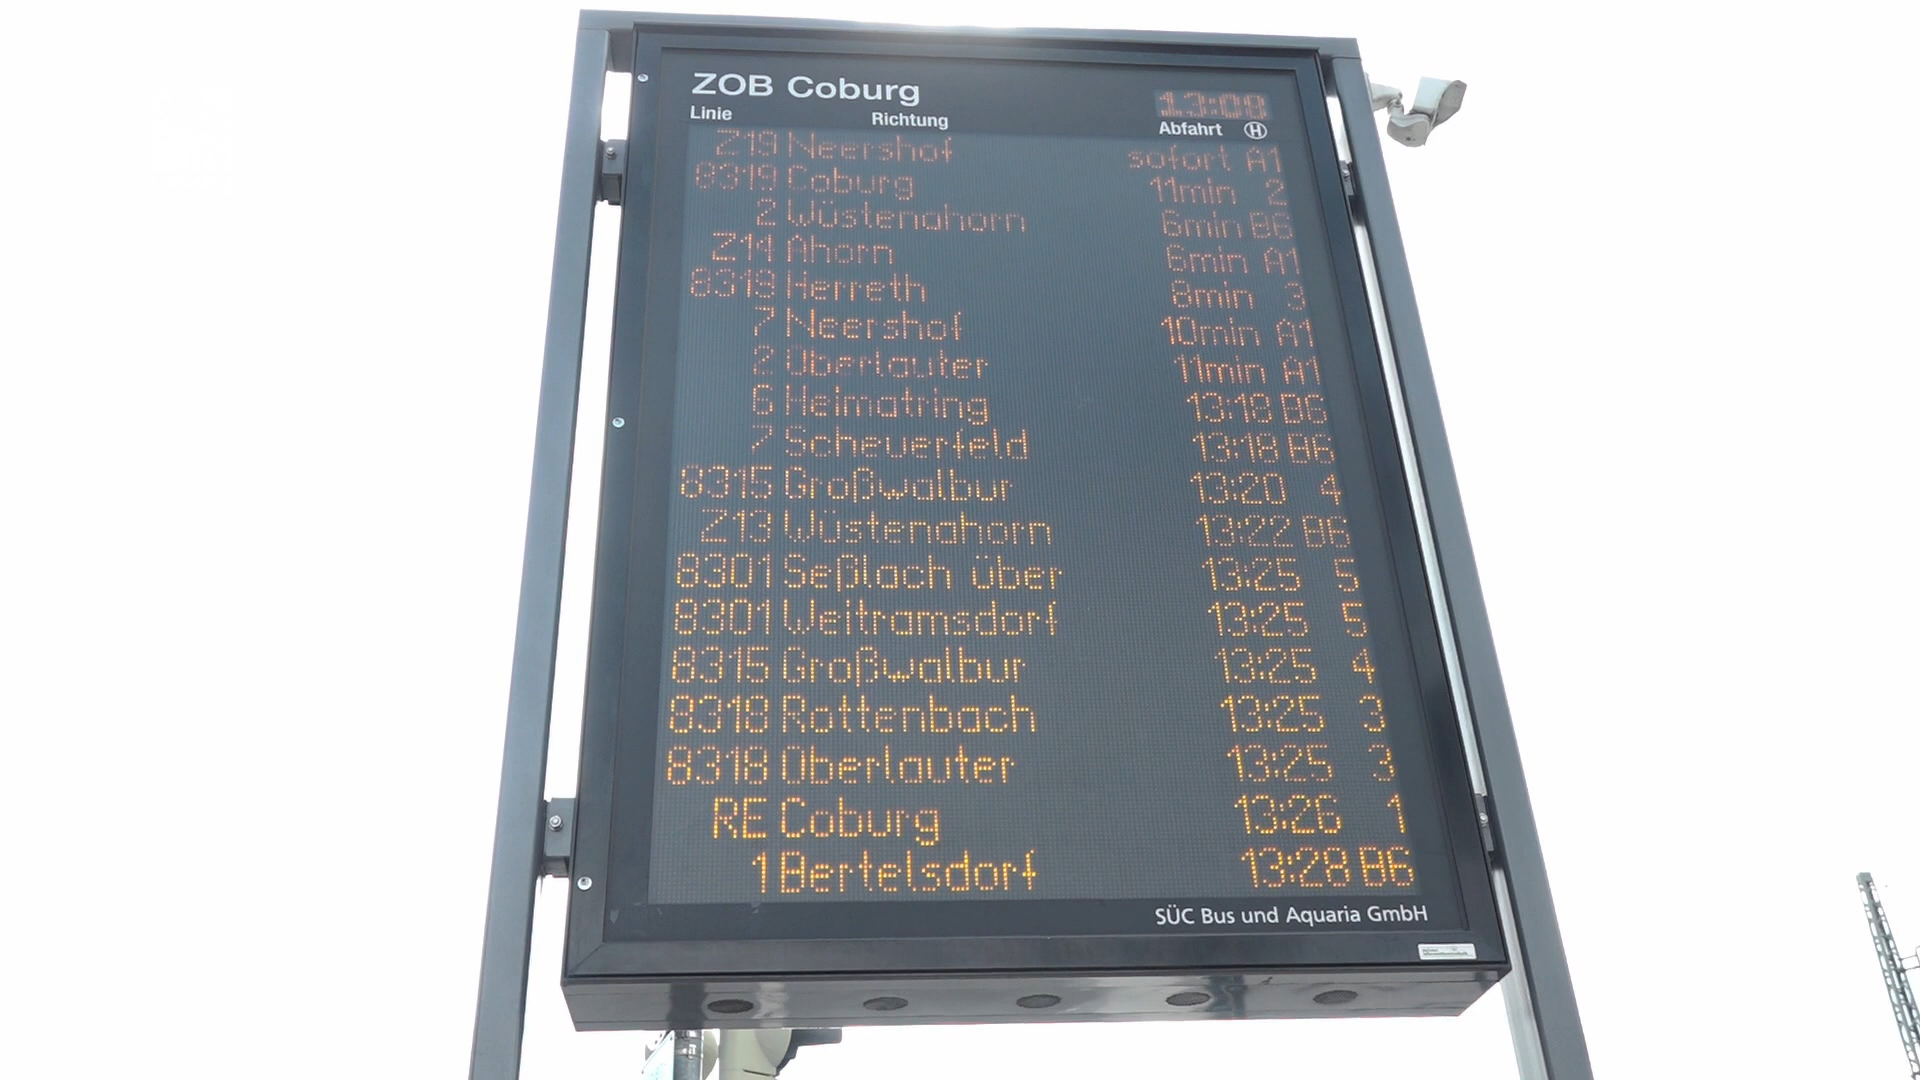 ZOB Coburg
13:08
Linie Richtung Abfahrt H
Z19 Neershof sofort A1
8319 Coburg 11min 2
2 Wüstenahorn 6min B6
Z14 Ahorn 6min A1
8319 Herreth 8min 3
7 Neershof 10min A1
2 Oberlauter 11min A1
6 Heimatring 13:18 B6
7 Scheuerfeld 13:18 B6
8315 Großwalbur 13:20 4
Z13 Wüstenahorn 13:22 B6
8301 Seßlach über 13:25 5
8301 Weitramsdorf 13:25 5
8315 Großwalbur 13:25 4
8318 Rottenbach 13:25 3
8318 Oberlauter 13:25 3
RE Coburg 13:26 1
1 Bertelsdorf 13:28 B6
SÜC Bus und Aquaria GmbH